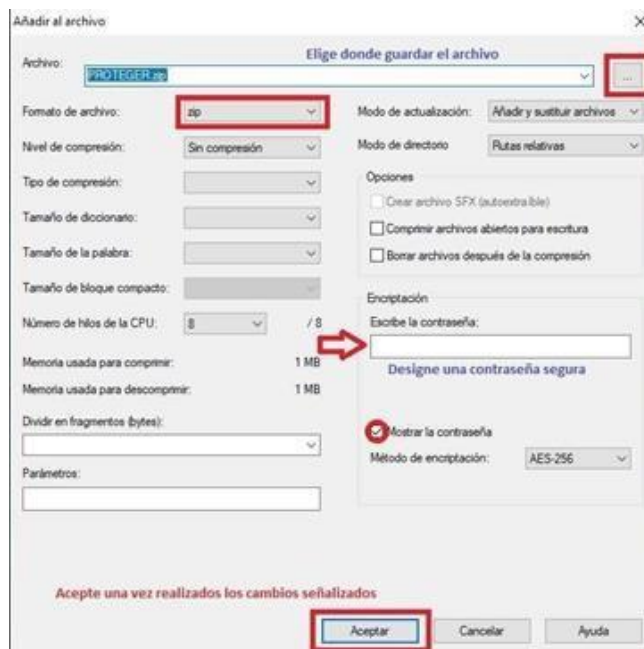 Añadir al archivo
Elige donde guardar el archivo
Archivo:
PROTEGER.zip
...
Formato de archivo: zip
Modo de actualización: Añadir y sustituir archivos
Nivel de compresión: Sin compresión
Modo de directorio Rutas relativas
Tipo de compresión:
Opciones
Crear archivo SFX (autoextraible)
Tamaño de diccionario:
Comprimir archivos abiertos para escritura
Tamaño de la palabra:
Borrar archivos después de la compresión
Tamaño de bloque compacto:
Encriptación
Número de hilos de la CPU: 8 / 8
Escribe la contraseña:
Memoria usada para comprimir: 1 MB
Designe una contraseña segura
Memoria usada para descomprimir: 1 MB
Dividir en fragmentos (bytes):
Mostrar la contraseña
Método de encriptación: AES-256
Parámetros:
Acepte una vez realizados los cambios señalizados
Aceptar Cancelar Ayuda